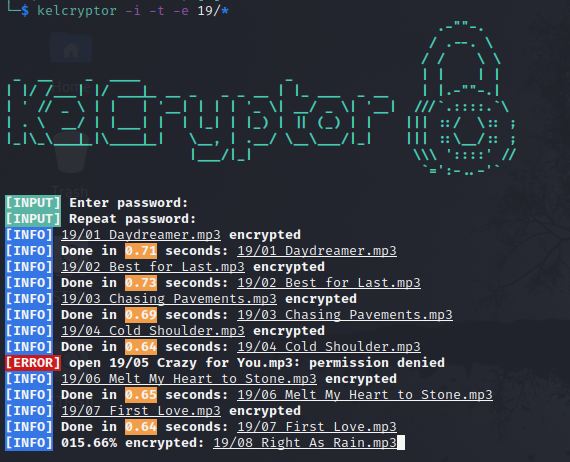 └─$ kelcryptor -i -t -e 19/*
KelCryptor
[INPUT] Enter password:
[INPUT] Repeat password:
[INFO] 19/01 Daydreamer.mp3 encrypted
[INFO] Done in 0.71 seconds: 19/01 Daydreamer.mp3
[INFO] 19/02 Best for Last.mp3 encrypted
[INFO] Done in 0.73 seconds: 19/02 Best for Last.mp3
[INFO] 19/03 Chasing Pavements.mp3 encrypted
[INFO] Done in 0.69 seconds: 19/03 Chasing Pavements.mp3
[INFO] 19/04 Cold Shoulder.mp3 encrypted
[INFO] Done in 0.64 seconds: 19/04 Cold Shoulder.mp3
[ERROR] open 19/05 Crazy for You.mp3: permission denied
[INFO] 19/06 Melt My Heart to Stone.mp3 encrypted
[INFO] Done in 0.65 seconds: 19/06 Melt My Heart to Stone.mp3
[INFO] 19/07 First Love.mp3 encrypted
[INFO] Done in 0.64 seconds: 19/07 First Love.mp3
[INFO] 015.66% encrypted: 19/08 Right As Rain.mp3
Trash